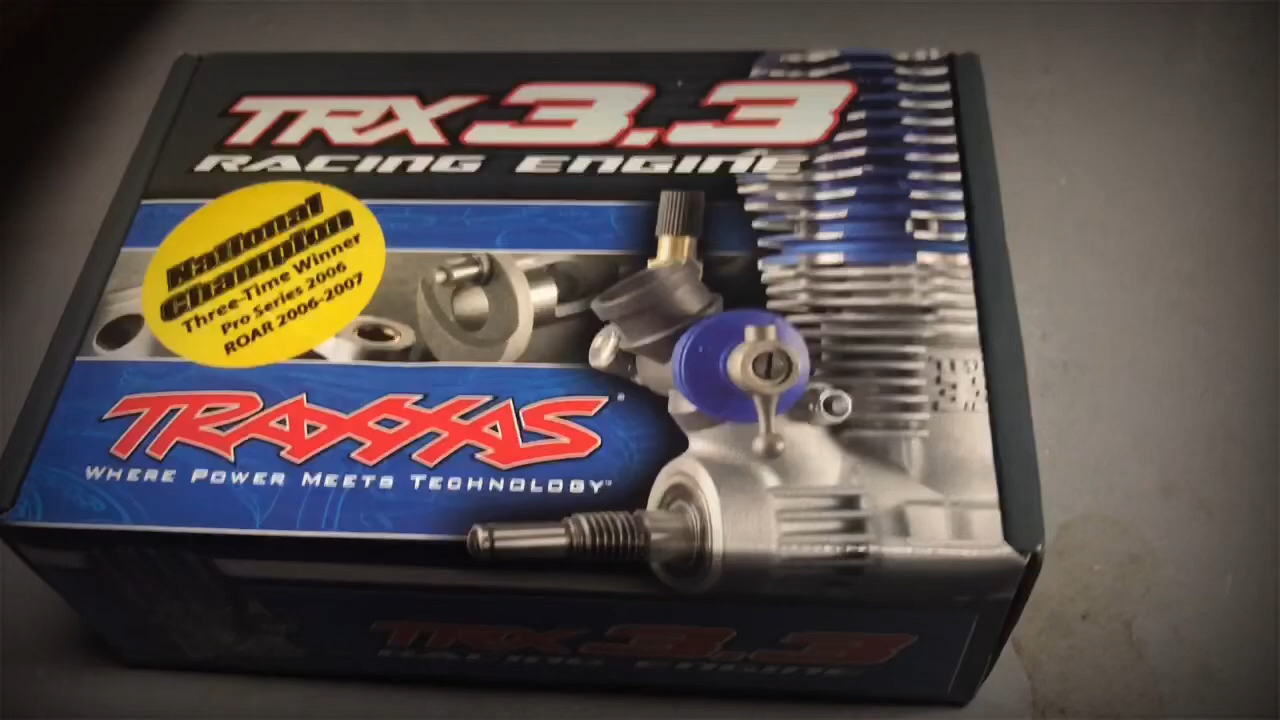 TRX 3.3
RACING ENGINE
National
Champion
Three-Time Winner
Pro Series 2006
ROAR 2006-2007
TRAXXAS
WHERE POWER MEETS TECHNOLOGY™
TRX 3.3
RACING ENGINE